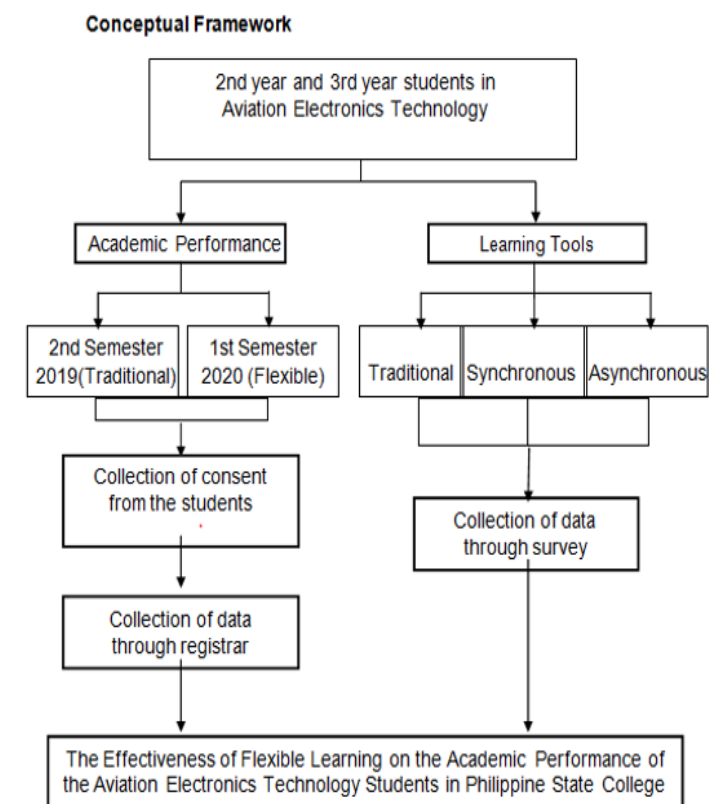 Conceptual Framework
2nd year and 3rd year students in
Aviation Electronics Technology
Academic Performance
Learning Tools
2nd Semester
2019(Traditional)
1st Semester
2020 (Flexible)
Traditional
Synchronous
Asynchronous
Collection of consent
from the students
Collection of data
through survey
Collection of data
through registrar
The Effectiveness of Flexible Learning on the Academic Performance of
the Aviation Electronics Technology Students in Philippine State College